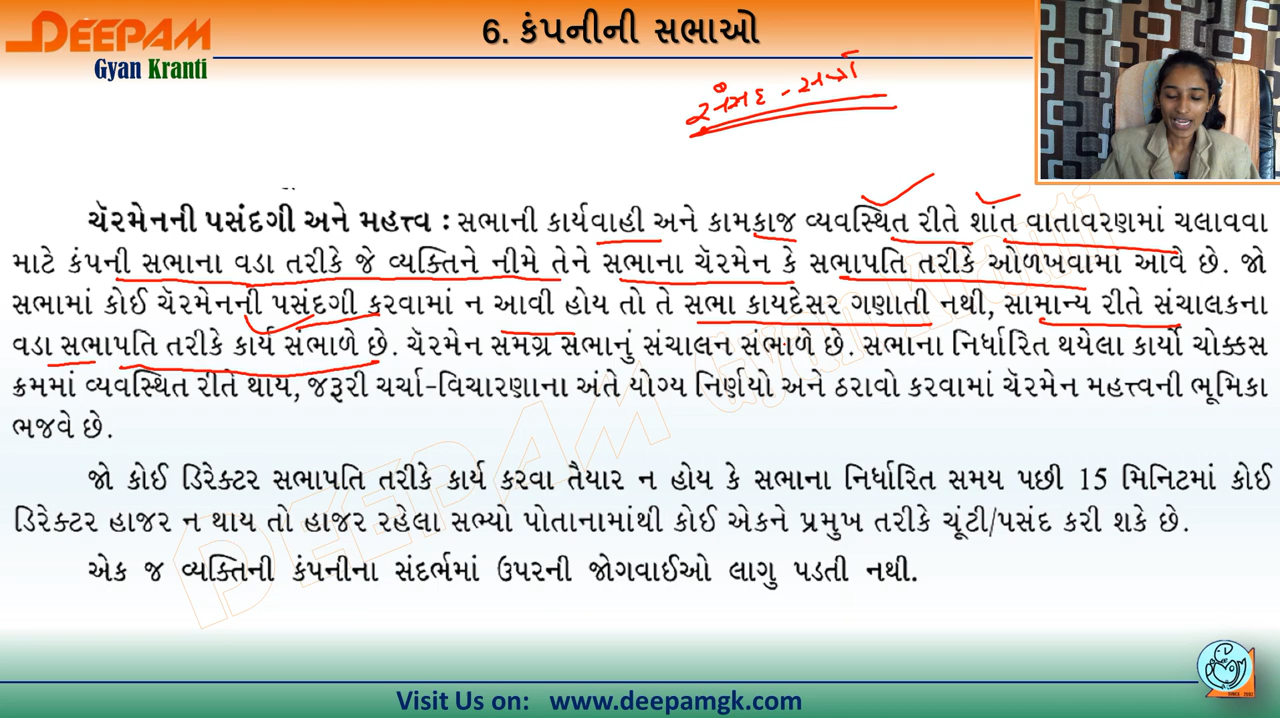 DEEPAM
Gyan Kranti
6. કંપનીની સભાઓ
ચૅરમેનની પસંદગી અને મહત્ત્વ : સભાની કાર્યવાહી અને કામકાજ વ્યવસ્થિત રીતે શાંત વાતાવરણમાં ચલાવવા
માટે કંપની સભાના વડા તરીકે જે વ્યક્તિને નીમે તેને સભાના ચૅરમેન કે સભાપતિ તરીકે ઓળખવામાં આવે છે. જો
સભામાં કોઈ ચૅરમેનની પસંદગી કરવામાં ન આવી હોય તો તે સભા કાયદેસર ગણાતી નથી, સામાન્ય રીતે સંચાલકના
વડા સભાપતિ તરીકે કાર્ય સંભાળે છે. ચૅરમેન સમગ્ર સભાનું સંચાલન સંભાળે છે. સભાના નિર્ધારિત થયેલા કાર્યો ચોક્કસ
ક્રમમાં વ્યવસ્થિત રીતે થાય, જરૂરી ચર્ચા-વિચારણાના અંતે યોગ્ય નિર્ણયો અને ઠરાવો કરવામાં ચૅરમેન મહત્ત્વની ભૂમિકા
ભજવે છે.
જો કોઈ ડિરેક્ટર સભાપતિ તરીકે કાર્ય કરવા તૈયાર ન હોય કે સભાના નિર્ધારિત સમય પછી 15 મિનિટમાં કોઈ
ડિરેક્ટર હાજર ન થાય તો હાજર રહેલા સભ્યો પોતાનામાંથી કોઈ એકને પ્રમુખ તરીકે ચૂંટી/પસંદ કરી શકે છે.
એક જ વ્યક્તિની કંપનીના સંદર્ભમાં ઉપરની જોગવાઈઓ લાગુ પડતી નથી.
DEEPAM Gyan Kranti
Visit Us on: www.deepamgk.com